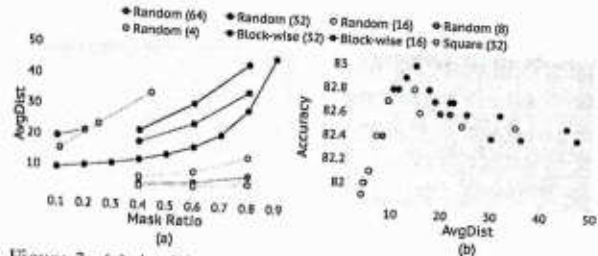 Random (64) Random (32) Random (16) Random (8)
Random (4) Block-wise (32) Block-wise (16) Square (32)
50
40
30
20
10
AvgDist
0.1 0.2 0.3 0.4 0.5 0.6 0.7 0.8 0.9
Mask Ratio
(a)
83
82.8
82.6
82.4
82.2
82
Accuracy
10 20 30 40 50
AvgDist
(b)